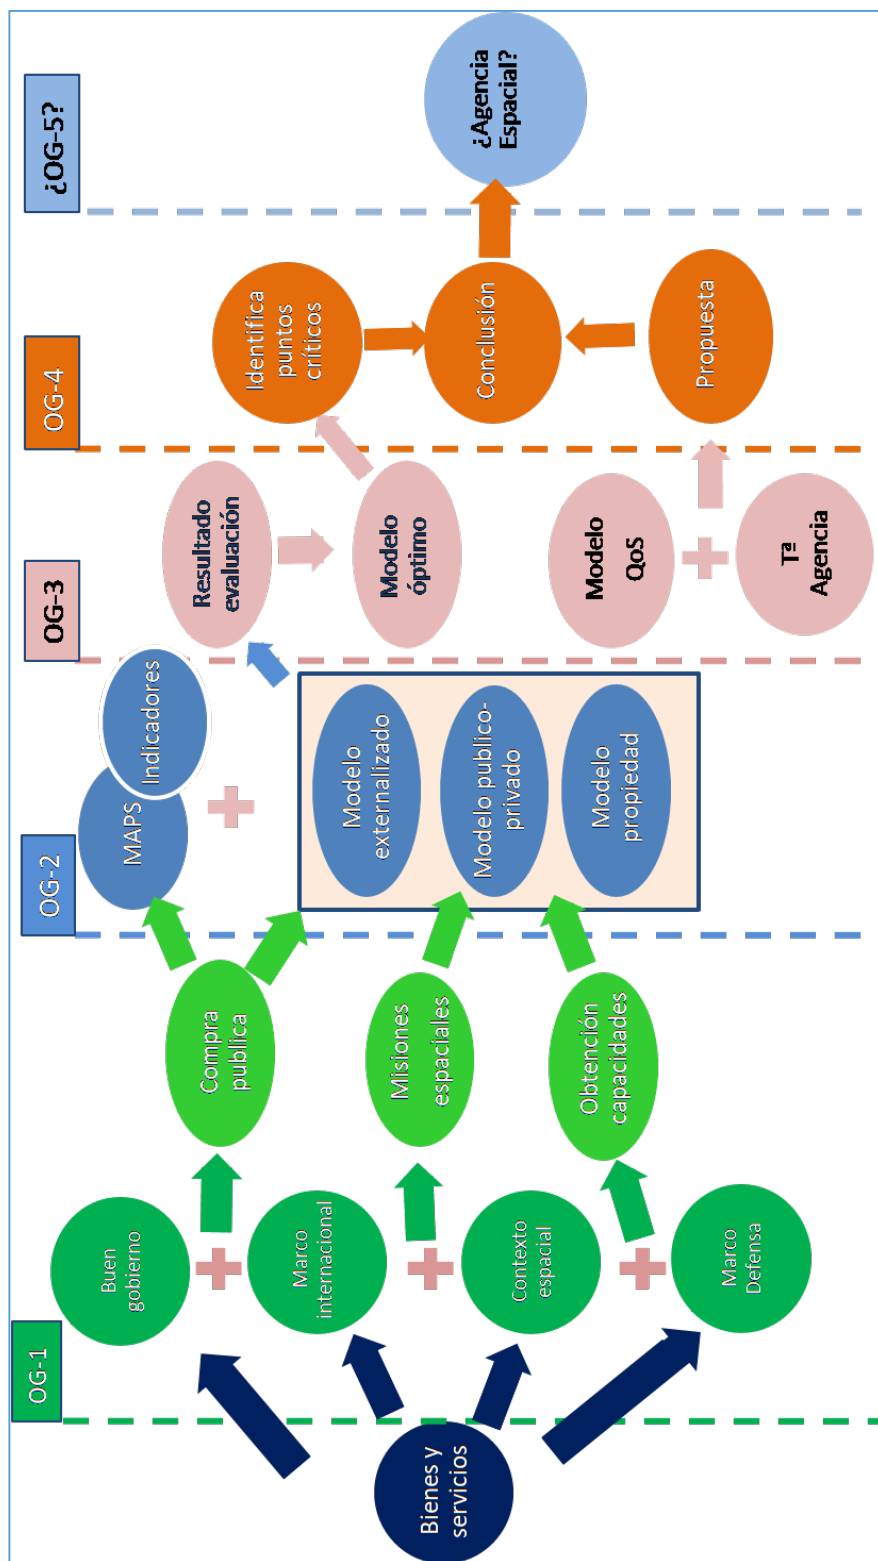 OG-1
OG-2
OG-3
OG-4
¿OG-5?
Bienes y
servicios
Buen
gobierno
Marco
internacional
Contexto
espacial
Marco
Defensa
Compra
publica
Misiones
espaciales
Obtención
capacidades
MAPS
Indicadores
Modelo
externalizado
Modelo publico-
privado
Modelo
propiedad
Resultado
evaluación
Modelo
óptimo
Modelo
QoS
Tª
Agencia
Identifica
puntos
críticos
Conclusión
Propuesta
¿Agencia
Espacial?